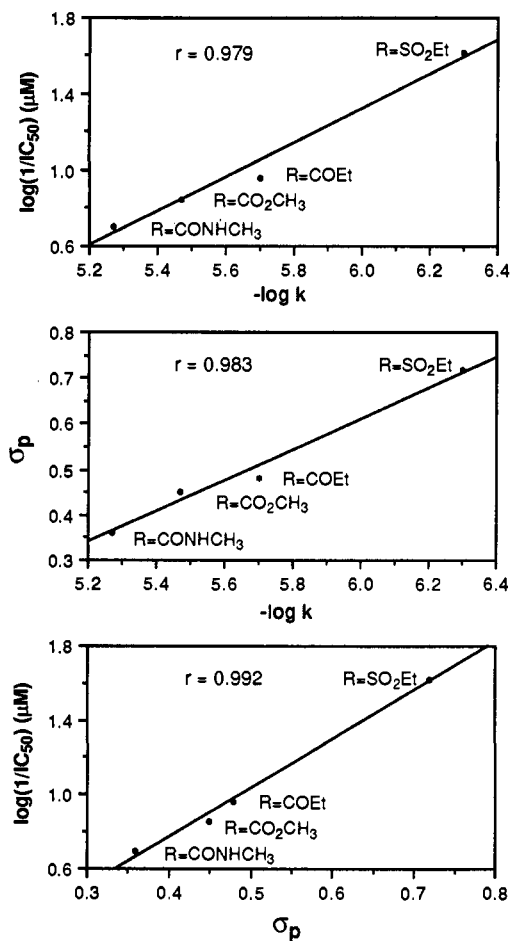 1.8
r = 0.979
R=SO₂Et
1.4
R=COEt
1.0
R=CO₂CH₃
R=CONHCH₃
0.6
log(1/IC₅₀) (µM)
5.2 5.4 5.6 5.8 6.0 6.2 6.4
-log k
0.8
r = 0.983
R=SO₂Et
0.7
0.6
0.5
R=COEt
R=CO₂CH₃
0.4
R=CONHCH₃
0.3
σp
5.2 5.4 5.6 5.8 6.0 6.2 6.4
-log k
1.8
r = 0.992
R=SO₂Et
1.4
1.0
R=COEt
R=CO₂CH₃
R=CONHCH₃
0.6
log(1/IC₅₀) (µM)
0.3 0.4 0.5 0.6 0.7 0.8
σp